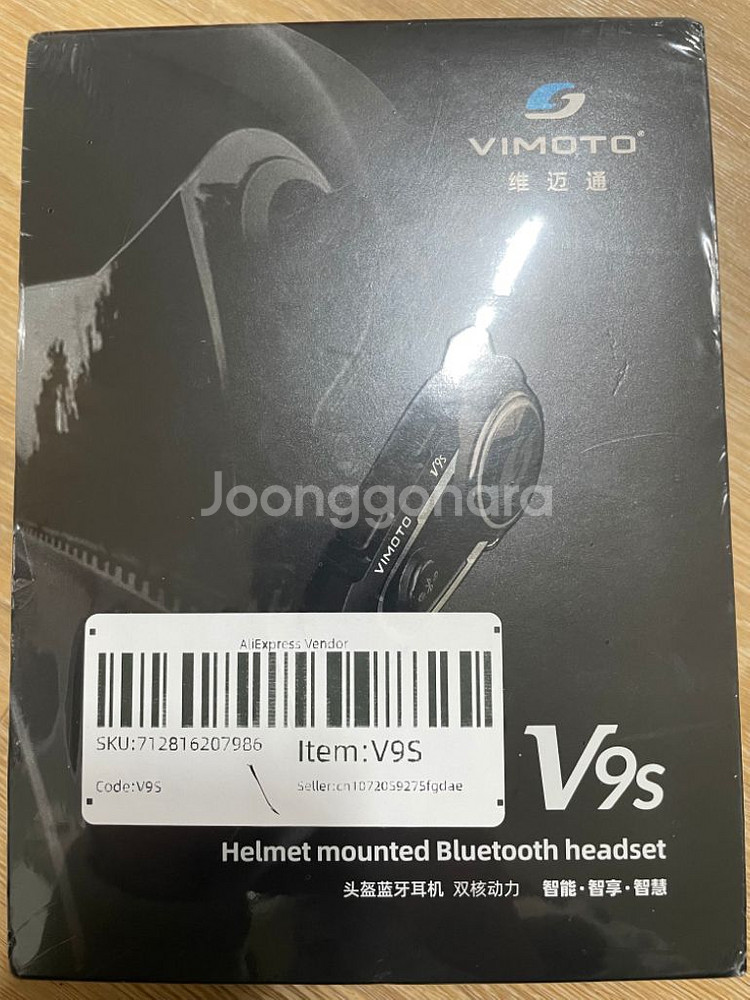 VIMOTO®
维迈通
V9S
VIMOTO
Joonggonara
AliExpress Vendor
SKU:712816207986
Item:V9S
Code:V9S
Seller:cn1072059275fgdae
V9S
Helmet mounted Bluetooth headset
头盔蓝牙耳机 双核动力 智能·智享·智慧